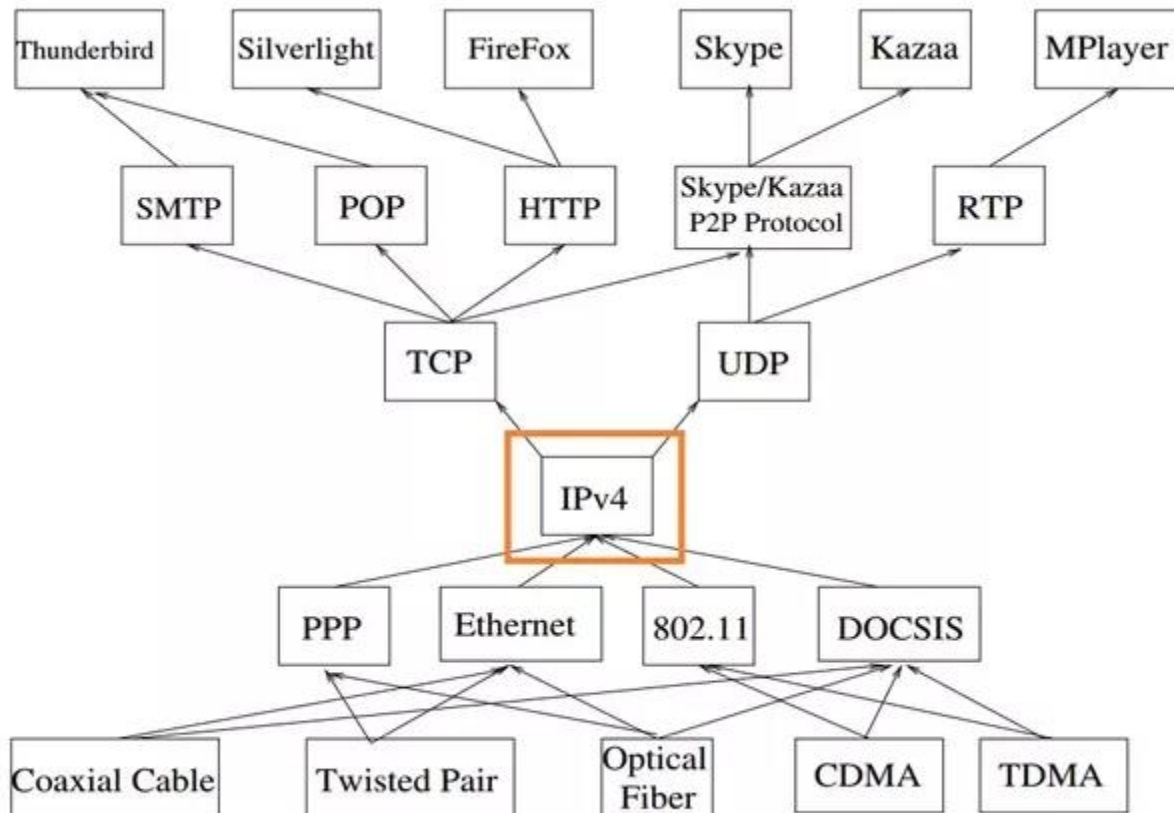 Thunderbird
Silverlight
FireFox
Skype
Kazaa
MPlayer
SMTP
POP
HTTP
Skype/Kazaa
P2P Protocol
RTP
TCP
UDP
IPv4
PPP
Ethernet
802.11
DOCSIS
Coaxial Cable
Twisted Pair
Optical
Fiber
CDMA
TDMA